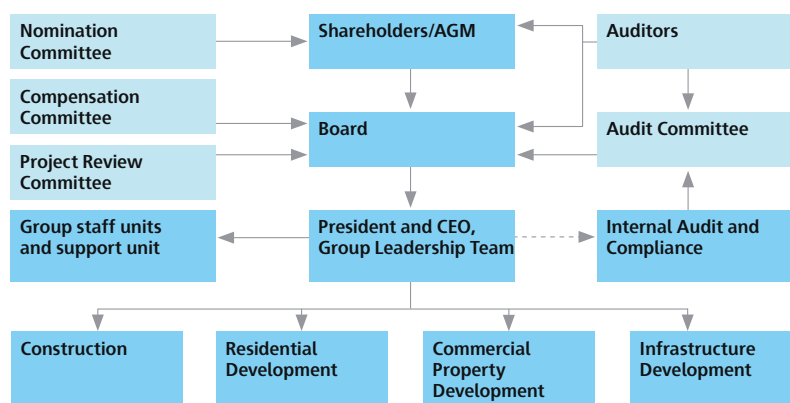 Nomination
Committee
Shareholders/AGM
Auditors
Compensation
Committee
Board
Audit Committee
Project Review
Committee
Group staff units
and support unit
President and CEO,
Group Leadership Team
Internal Audit and
Compliance
Construction
Residential
Development
Commercial
Property
Development
Infrastructure
Development